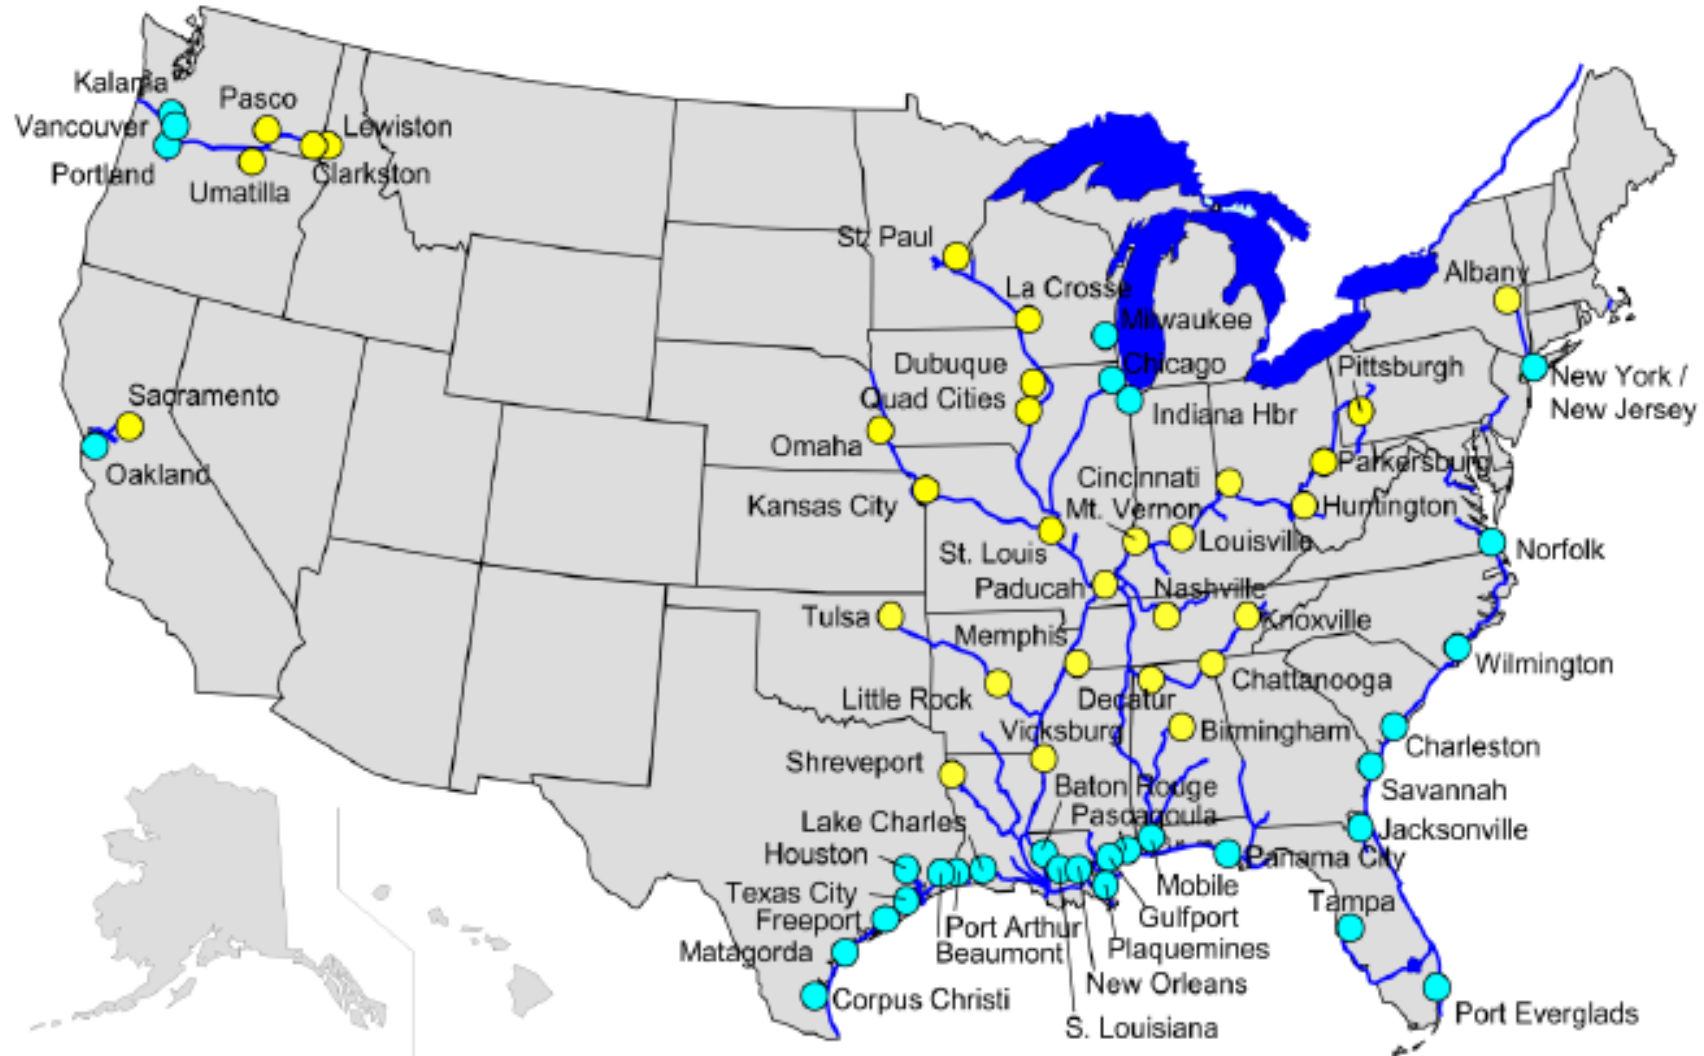 Kalama
Pasco
Vancouver
Lewiston
Portland
Clarkston
Umatilla
St. Paul
Albany
La Crosse
Milwaukee
Dubuque
Chicago
Pittsburgh
New York /
New Jersey
Sacramento
Quad Cities
Indiana Hbr
Omaha
Oakland
Parkersburg
Cincinnati
Kansas City
Mt. Vernon
Huntington
St. Louis
Louisville
Norfolk
Paducah
Nashville
Tulsa
Memphis
Knoxville
Wilmington
Little Rock
Decatur
Chattanooga
Vicksburg
Birmingham
Charleston
Shreveport
Baton Rouge
Savannah
Pascagoula
Lake Charles
Jacksonville
Houston
Panama City
Texas City
Mobile
Tampa
Freeport
Port Arthur
Gulfport
Matagorda
Beaumont
Plaquemines
New Orleans
Corpus Christi
Port Everglads
S. Louisiana